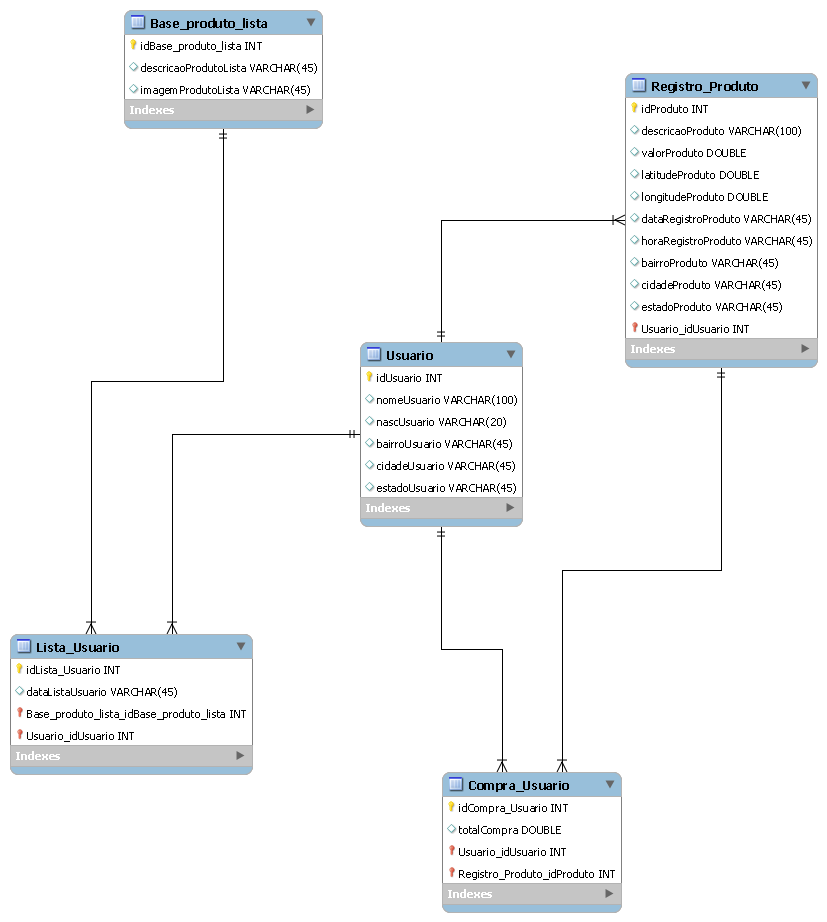 Base_produto_lista
idBase_produto_lista INT
descricaoProdutoLista VARCHAR(45)
imagemProdutoLista VARCHAR(45)
Indexes
Registro_Produto
idProduto INT
descricaoProduto VARCHAR(100)
valorProduto DOUBLE
latitudeProduto DOUBLE
longitudeProduto DOUBLE
dataRegistroProduto VARCHAR(45)
horaRegistroProduto VARCHAR(45)
bairroProduto VARCHAR(45)
cidadeProduto VARCHAR(45)
estadoProduto VARCHAR(45)
Usuario_idUsuario INT
Indexes
Usuario
idUsuario INT
nomeUsuario VARCHAR(100)
nascUsuario VARCHAR(20)
bairroUsuario VARCHAR(45)
cidadeUsuario VARCHAR(45)
estadoUsuario VARCHAR(45)
Indexes
Lista_Usuario
idLista_Usuario INT
dataListaUsuario VARCHAR(45)
Base_produto_lista_idBase_produto_lista INT
Usuario_idUsuario INT
Indexes
Compra_Usuario
idCompra_Usuario INT
totalCompra DOUBLE
Usuario_idUsuario INT
Registro_Produto_idProduto INT
Indexes